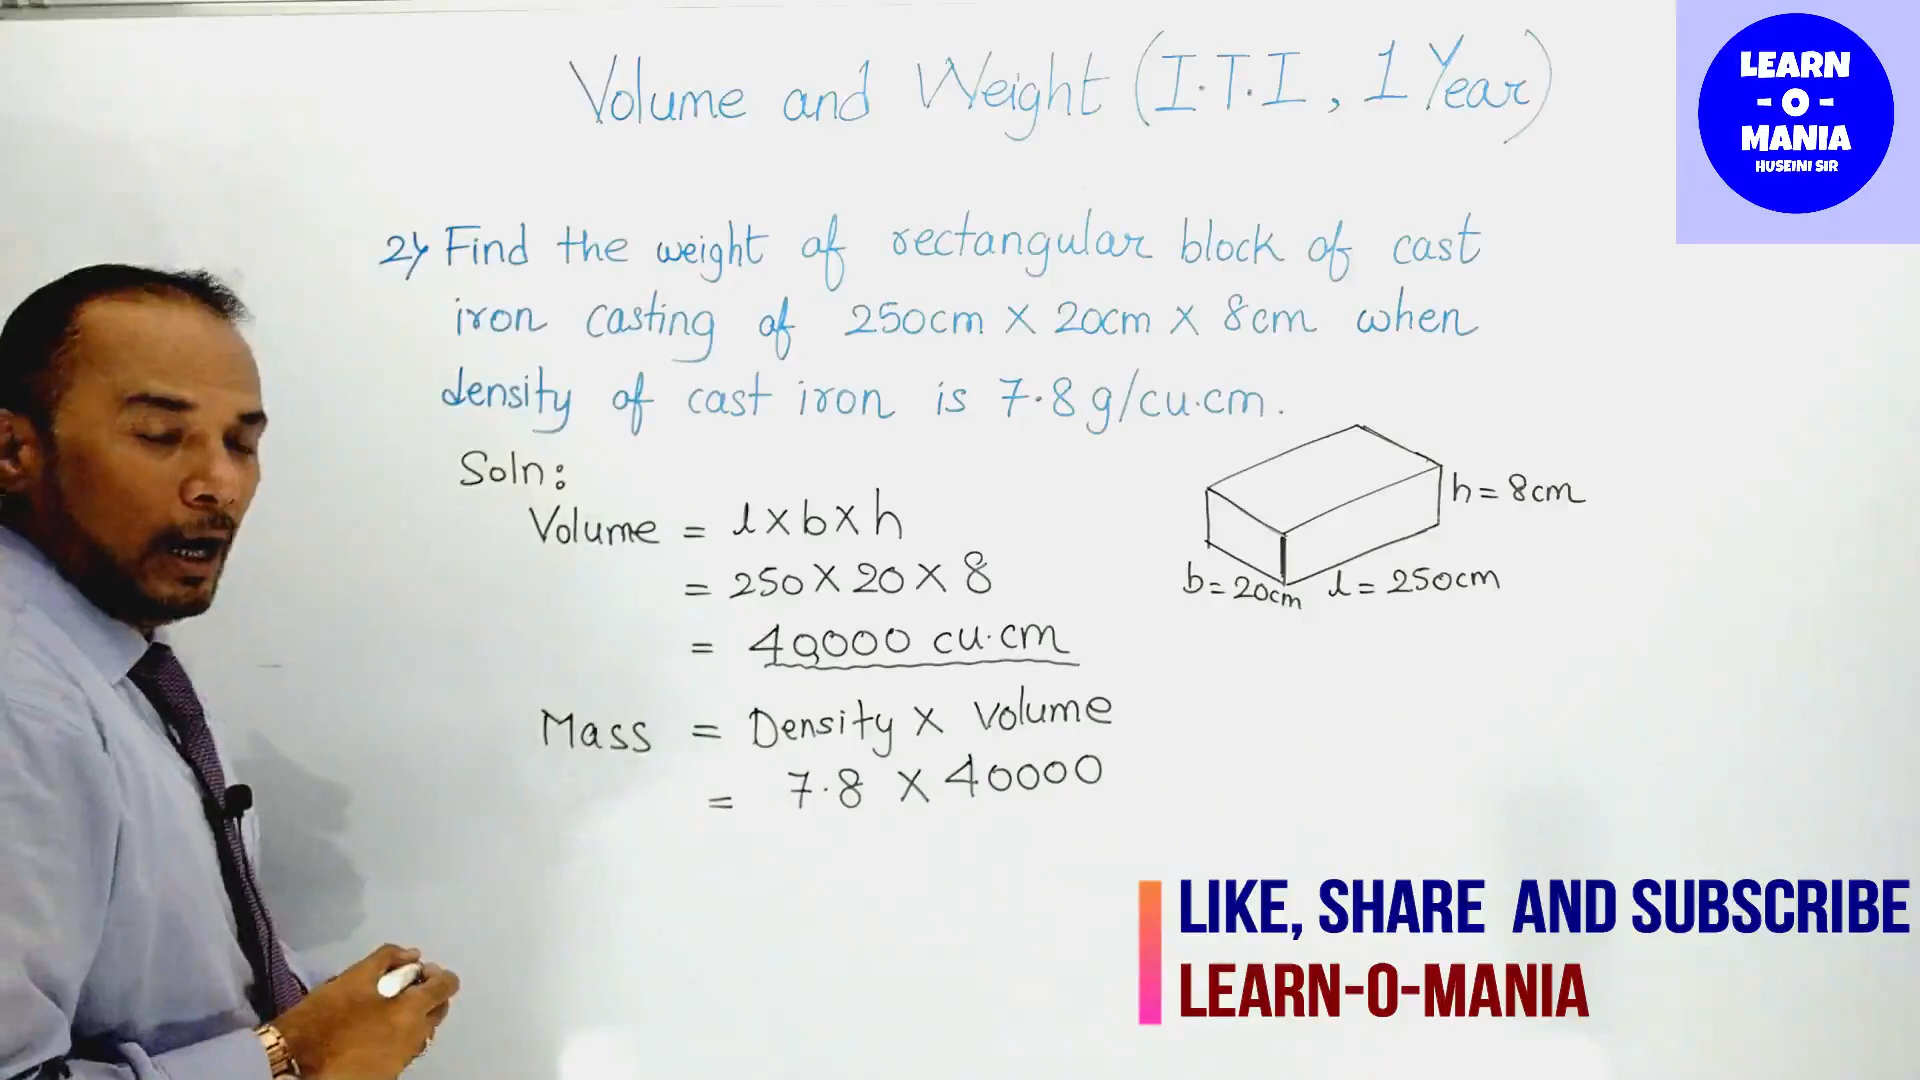 Volume and Weight (I.T.I, 1 Year)
LEARN
- O -
MANIA
HUSEINI SIR
2) Find the weight of rectangular block of cast
iron casting of 250cm X 20cm X 8cm when
density of cast iron is 7.8g/cu.cm.
Soln:
Volume = l X b X h
= 250 X 20 X 8
= 40000 cu.cm
h = 8cm
b = 20cm
l = 250cm
Mass = Density X Volume
= 7.8 X 40000
LIKE, SHARE AND SUBSCRIBE
LEARN-O-MANIA